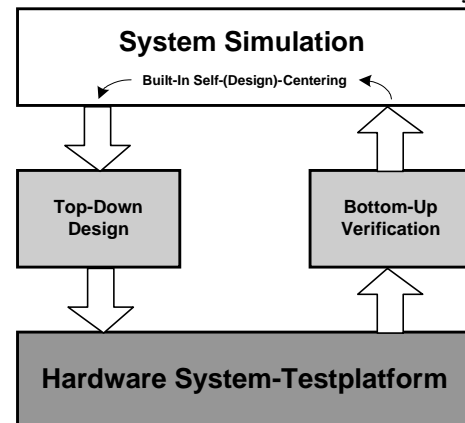 System Simulation
Built-In Self-(Design)-Centering
Top-Down
Design
Bottom-Up
Verification
Hardware System-Testplatform